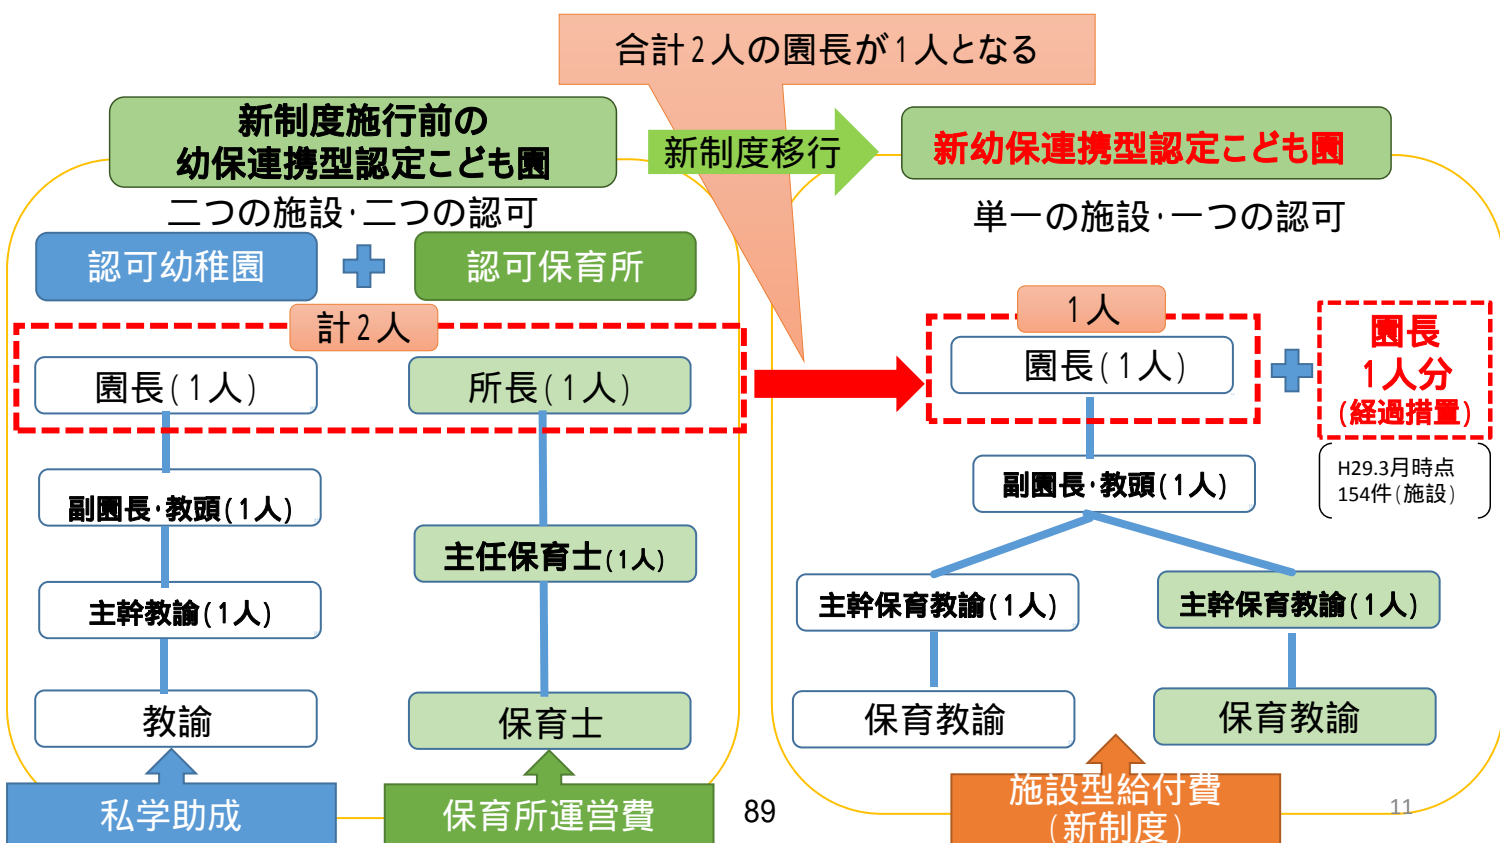 合計2人の園長が1人となる
新制度施行前の
幼保連携型認定こども園
新制度移行
新幼保連携型認定こども園
二つの施設・二つの認可
単一の施設・一つの認可
認可幼稚園
認可保育所
計2人
1人
園長(1人)
所長(1人)
園長(1人)
園長
1人分
(経過措置)
H29.3月時点
154件(施設)
副園長・教頭(1人)
主任保育士(1人)
副園長・教頭(1人)
主幹教諭(1人)
主幹保育教諭(1人)
主幹保育教諭(1人)
教諭
保育士
保育教諭
保育教諭
私学助成
保育所運営費
89
施設型給付費
(新制度)
11